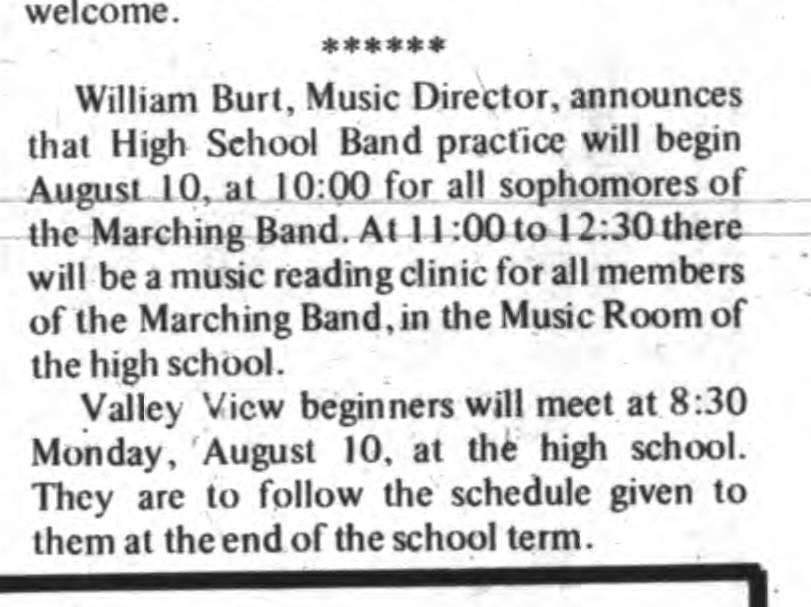 welcome.
******
William Burt, Music Director, announces
that High School Band practice will begin
August 10, at 10:00 for all sophomores of
the Marching Band. At 11:00 to 12:30 there
will be a music reading clinic for all members
of the Marching Band, in the Music Room of
the high school.
Valley View beginners will meet at 8:30
Monday, August 10, at the high school.
They are to follow the schedule given to
them at the end of the school term.